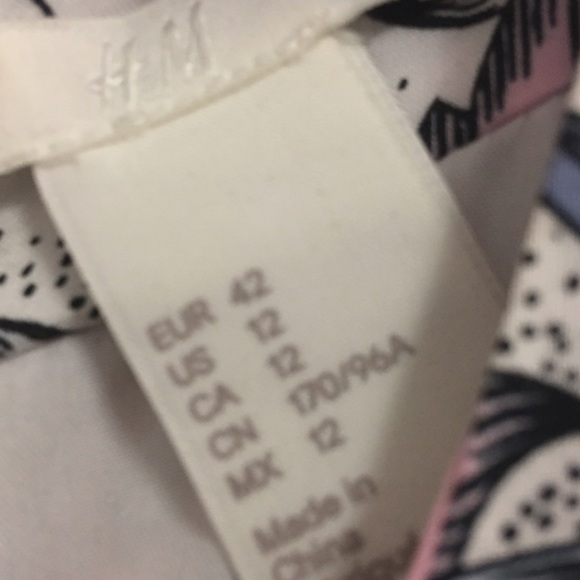 H&M
EUR 42
US 12
CA 12
CN 170/96A
MX 12
Made in
China